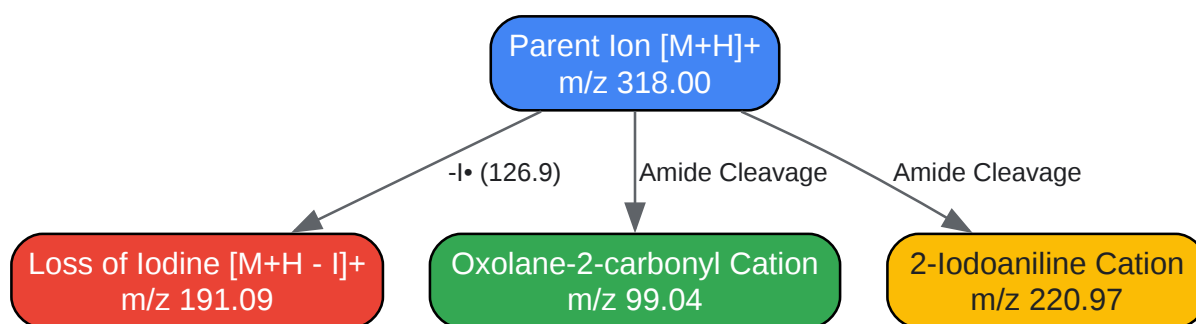 Parent Ion [M+H]+
m/z 318.00
-I• (126.9)
Amide Cleavage
Amide Cleavage
Loss of Iodine [M+H - I]+
m/z 191.09
Oxolane-2-carbonyl Cation
m/z 99.04
2-Iodoaniline Cation
m/z 220.97